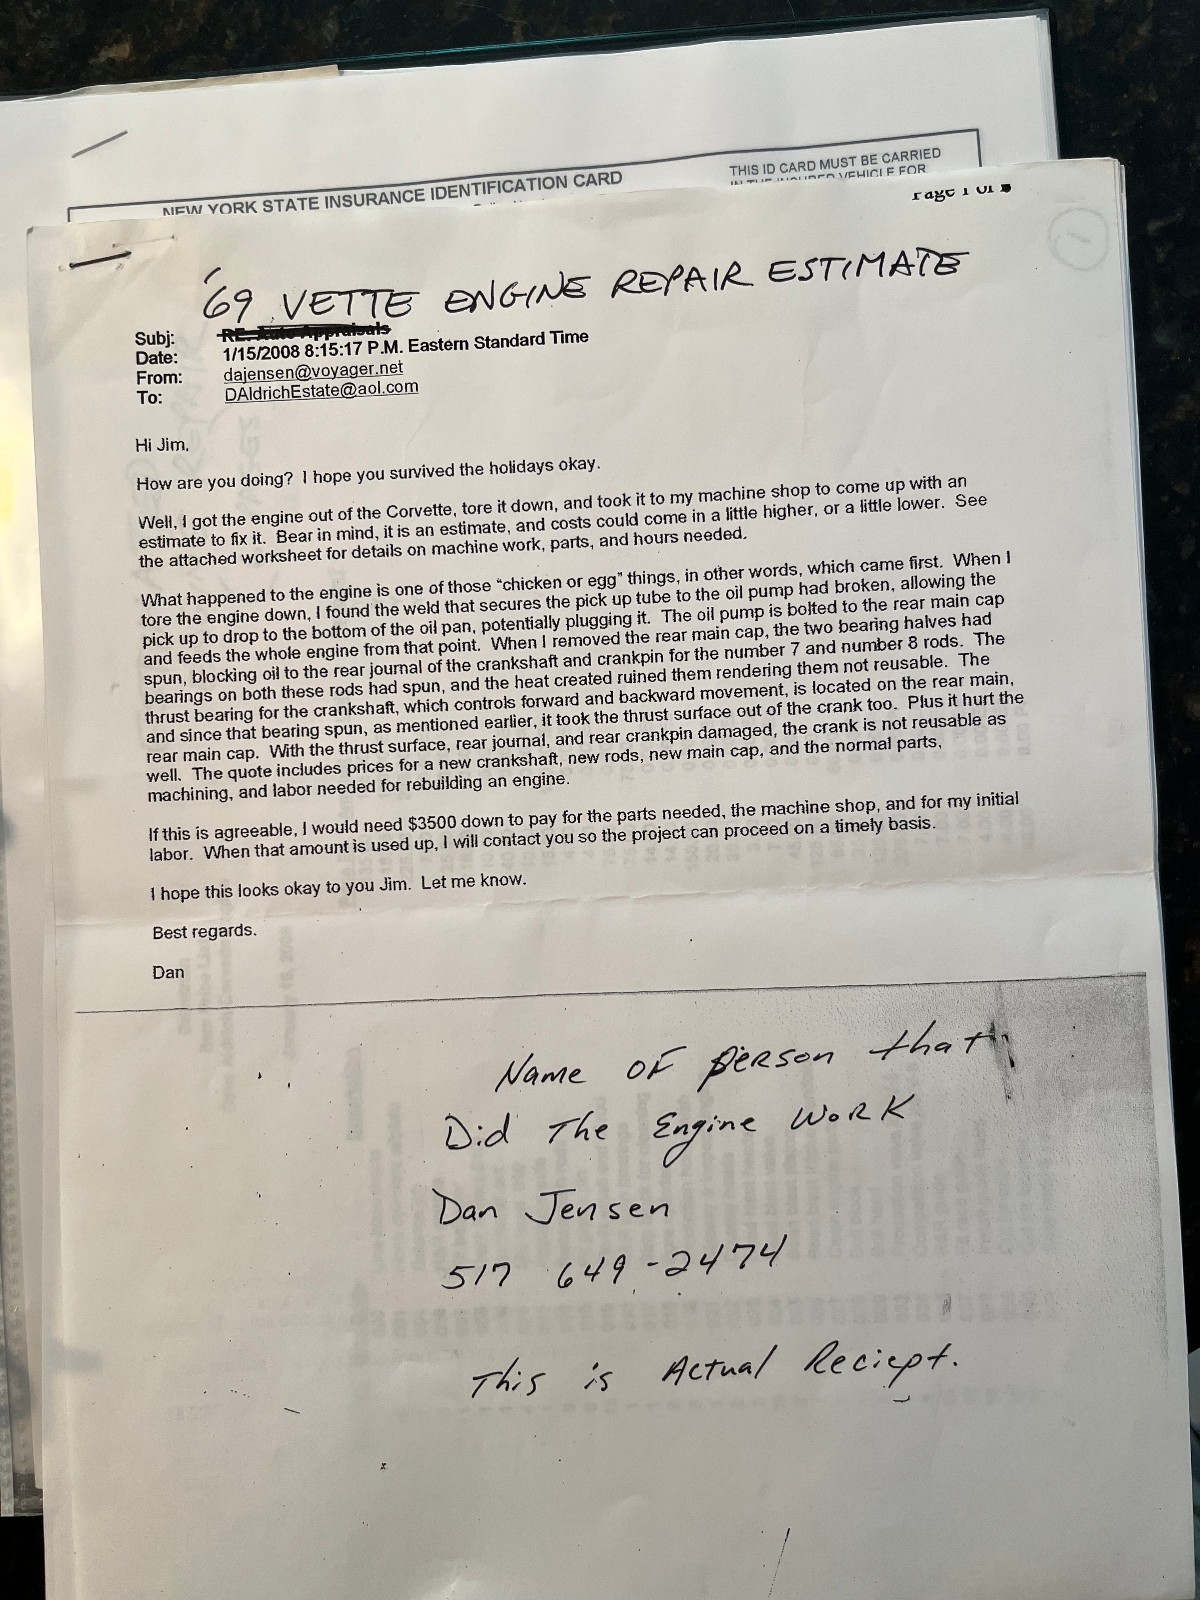 NEW YORK STATE INSURANCE IDENTIFICATION CARD
THIS ID CARD MUST BE CARRIED
IN THE INSURED VEHICLE FOR
Page 1 of
1
'69 VETTE ENGINE REPAIR ESTIMATE
Subj: RE: Auto Appraisals
Date: 1/15/2008 8:15:17 P.M. Eastern Standard Time
From: dajensen@voyager.net
To: DAldrichEstate@aol.com
Hi Jim,
How are you doing?  I hope you survived the holidays okay.
Well, I got the engine out of the Corvette, tore it down, and took it to my machine shop to come up with an
estimate to fix it.  Bear in mind, it is an estimate, and costs could come in a little higher, or a little lower.  See
the attached worksheet for details on machine work, parts, and hours needed.
What happened to the engine is one of those “chicken or egg” things, in other words, which came first.  When I
tore the engine down, I found the weld that secures the pick up tube to the oil pump had broken, allowing the
pick up to drop to the bottom of the oil pan, potentially plugging it.  The oil pump is bolted to the rear main cap
and feeds the whole engine from that point.  When I removed the rear main cap, the two bearing halves had
spun, blocking oil to the rear journal of the crankshaft and crankpin for the number 7 and number 8 rods.  The
bearings on both these rods had spun, and the heat created ruined them rendering them not reusable.  The
thrust bearing for the crankshaft, which controls forward and backward movement, is located on the rear main,
and since that bearing spun, as mentioned earlier, it took the thrust surface out of the crank too.  Plus it hurt the
rear main cap.  With the thrust surface, rear journal, and rear crankpin damaged, the crank is not reusable as
well.  The quote includes prices for a new crankshaft, new rods, new main cap, and the normal parts,
machining, and labor needed for rebuilding an engine.
If this is agreeable, I would need $3500 down to pay for the parts needed, the machine shop, and for my initial
labor.  When that amount is used up, I will contact you so the project can proceed on a timely basis.
I hope this looks okay to you Jim.  Let me know.
Best regards.
Dan
Name OF person that
Did The Engine WORK
Dan Jensen
517 649-2474
This is Actual Reciept.